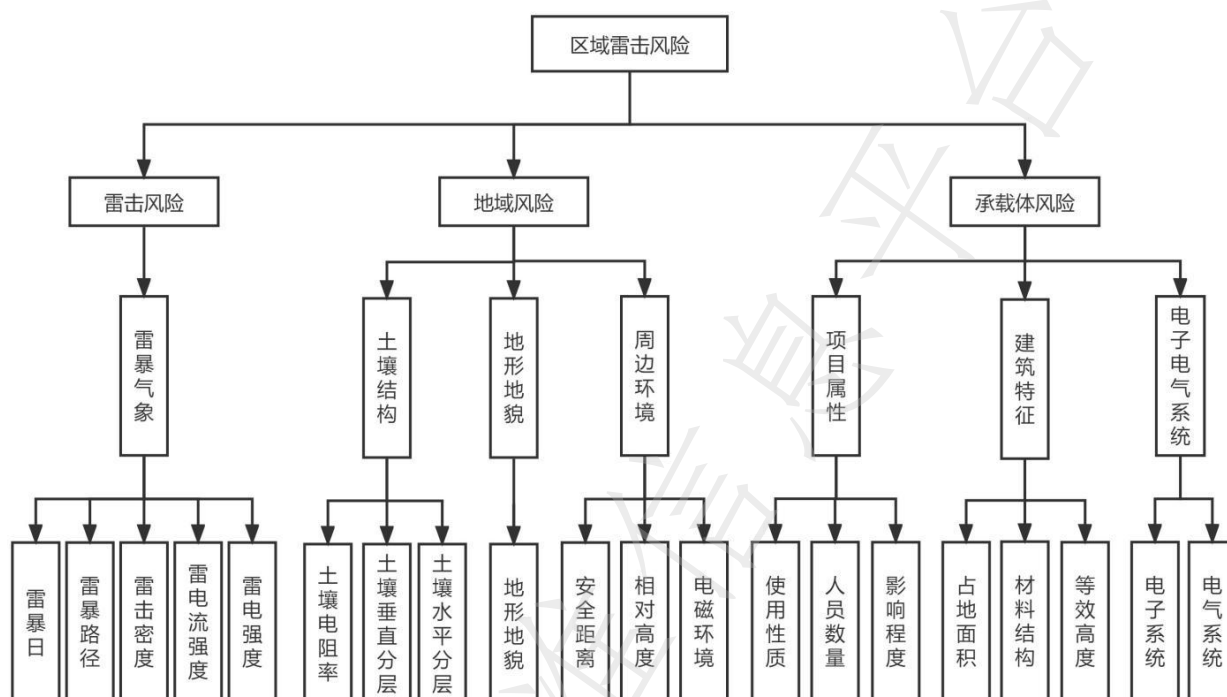 区域雷击风险
雷击风险
地域风险
承载体风险
雷暴气象
土壤结构
地形地貌
周边环境
项目属性
建筑特征
电子电气系统
雷暴日
雷暴路径
雷击密度
雷电流强度
雷电强度
土壤电阻率
土壤垂直分层
土壤水平分层
地形地貌
安全距离
相对高度
电磁环境
使用性质
人员数量
影响程度
占地面积
材料结构
等效高度
电子系统
电气系统
准信息平台